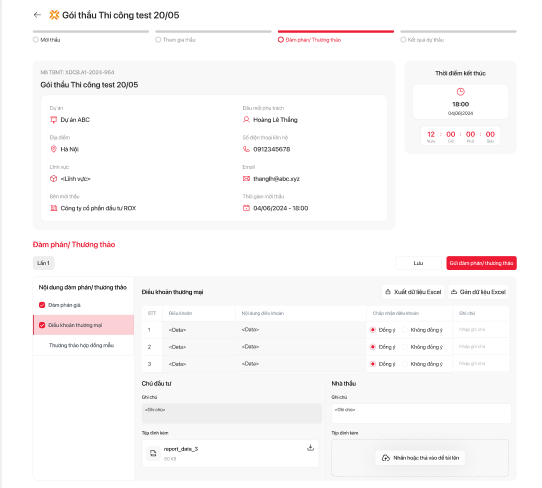 Gói thầu Thi công test 20/05
Mời thầu
Tham gia thầu
Đàm phán/ Thương thảo
Kết quả dự thầu
Mã TBMT: XDCB.A1-2024-964
Gói thầu Thi công test 20/05
Dự án
Dự án ABC
Đầu mối phụ trách
Hoàng Lê Thắng
Địa điểm
Hà Nội
Số điện thoại liên hệ
0912345678
Lĩnh vực
<Lĩnh vực>
Email
thanglh@abc.xyz
Bên mời thầu
Công ty cổ phần đầu tư ROX
Thời gian mời thầu
04/06/2024 - 18:00
Thời điểm kết thúc
18:00
04/06/2024
12 : 00 : 00 : 00
Ngày Giờ Phút Giây
Đàm phán/ Thương thảo
Lần 1
Lưu
Gửi đàm phán/ thương thảo
Nội dung đàm phán/ thương thảo
Đàm phán giá
Điều khoản thương mại
Thương thảo hợp đồng mẫu
Điều khoản thương mại
Xuất dữ liệu Excel
Gán dữ liệu Excel
STT Điều khoản Nội dung điều khoản Chấp nhận điều khoản Ghi chú
1 <Data> <Data> Đồng ý Không đồng ý Nhập ghi chú
2 <Data> <Data> Đồng ý Không đồng ý Nhập ghi chú
3 <Data> <Data> Đồng ý Không đồng ý Nhập ghi chú
Chủ đầu tư
Ghi chú
<Ghi chú>
Tệp đính kèm
report_data_3
50 KB
Nhà thầu
Ghi chú
<Ghi chú>
Tệp đính kèm
Nhấn hoặc thả vào để tải lên